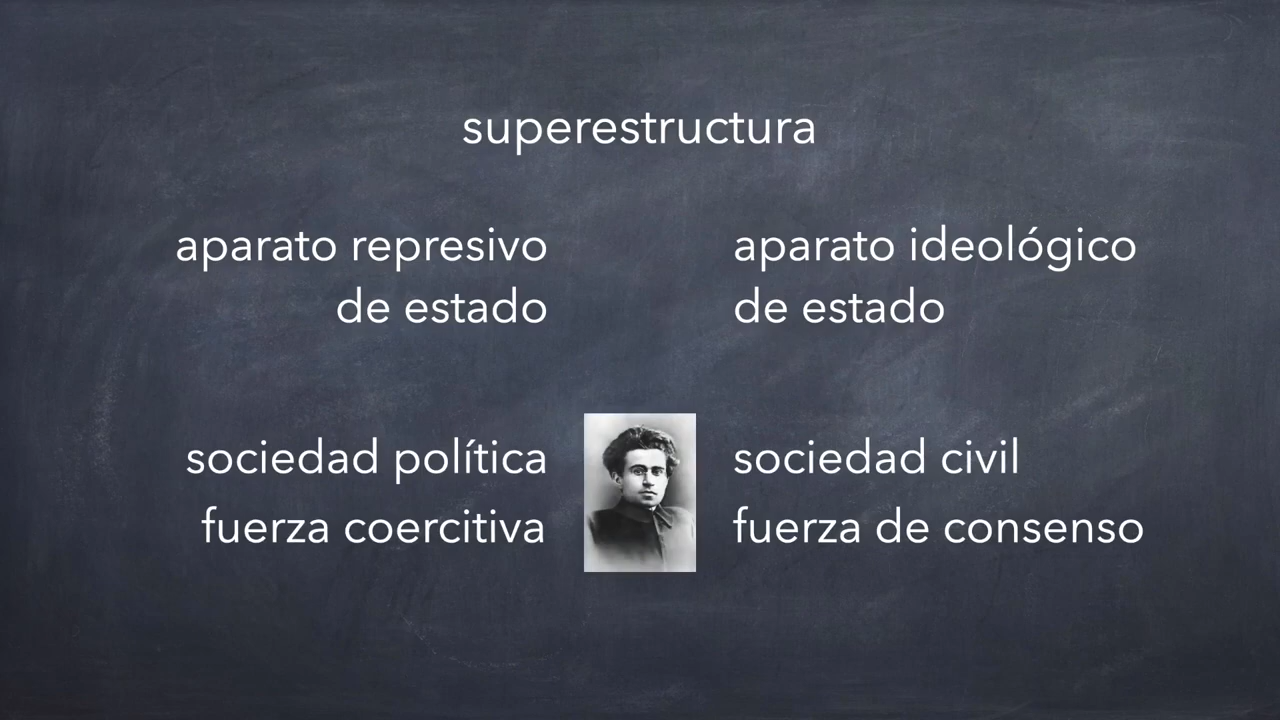 superestructura
aparato represivo
de estado
aparato ideológico
de estado
sociedad política
fuerza coercitiva
sociedad civil
fuerza de consenso